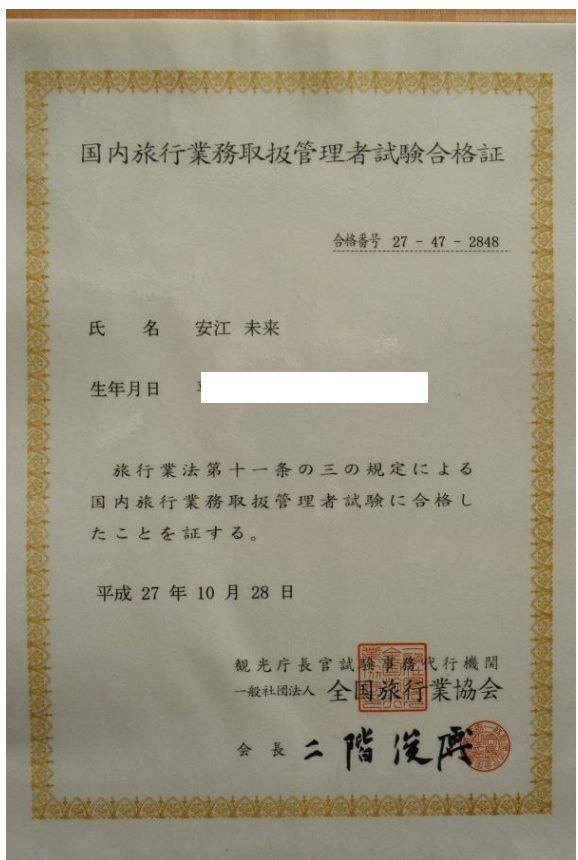 国内旅行業務取扱管理者試験合格証
合格番号 27 - 47 - 2848
氏 名 安江 未来
生年月日
旅行業法第十一条の三の規定による
国内旅行業務取扱管理者試験に合格し
たことを証する。
平成 27 年 10 月 28 日
観光庁長官試験事務代行機関
一般社団法人 全国旅行業協会
会 長 二階俊博